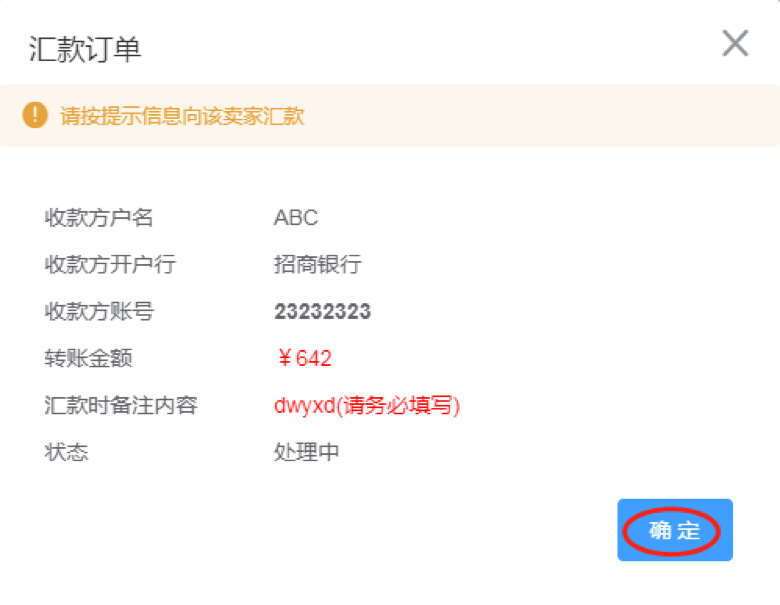 汇款订单
请按提示信息向该卖家汇款
收款方户名 ABC
收款方开户行 招商银行
收款方账号 23232323
转账金额 ￥642
汇款时备注内容 dwyxd(请务必填写)
状态 处理中
确 定